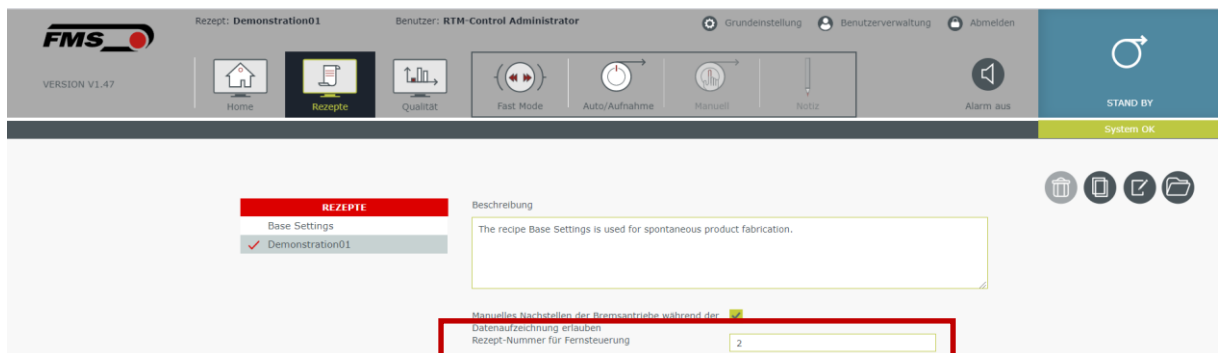 Rezept: Demonstration01
Benutzer: RTM-Control Administrator
Grundeinstellung
Benutzerverwaltung
Abmelden
FMS
VERSION V1.47
Home
Rezepte
Qualität
Fast Mode
Auto/Aufnahme
Manuell
Notiz
Alarm aus
STAND BY
System OK
REZEPTE
Base Settings
Demonstration01
Beschreibung
The recipe Base Settings is used for spontaneous product fabrication.
Manuelles Nachstellen der Bremsantriebe während der
Datenaufzeichnung erlauben
Rezept-Nummer für Fernsteuerung
2